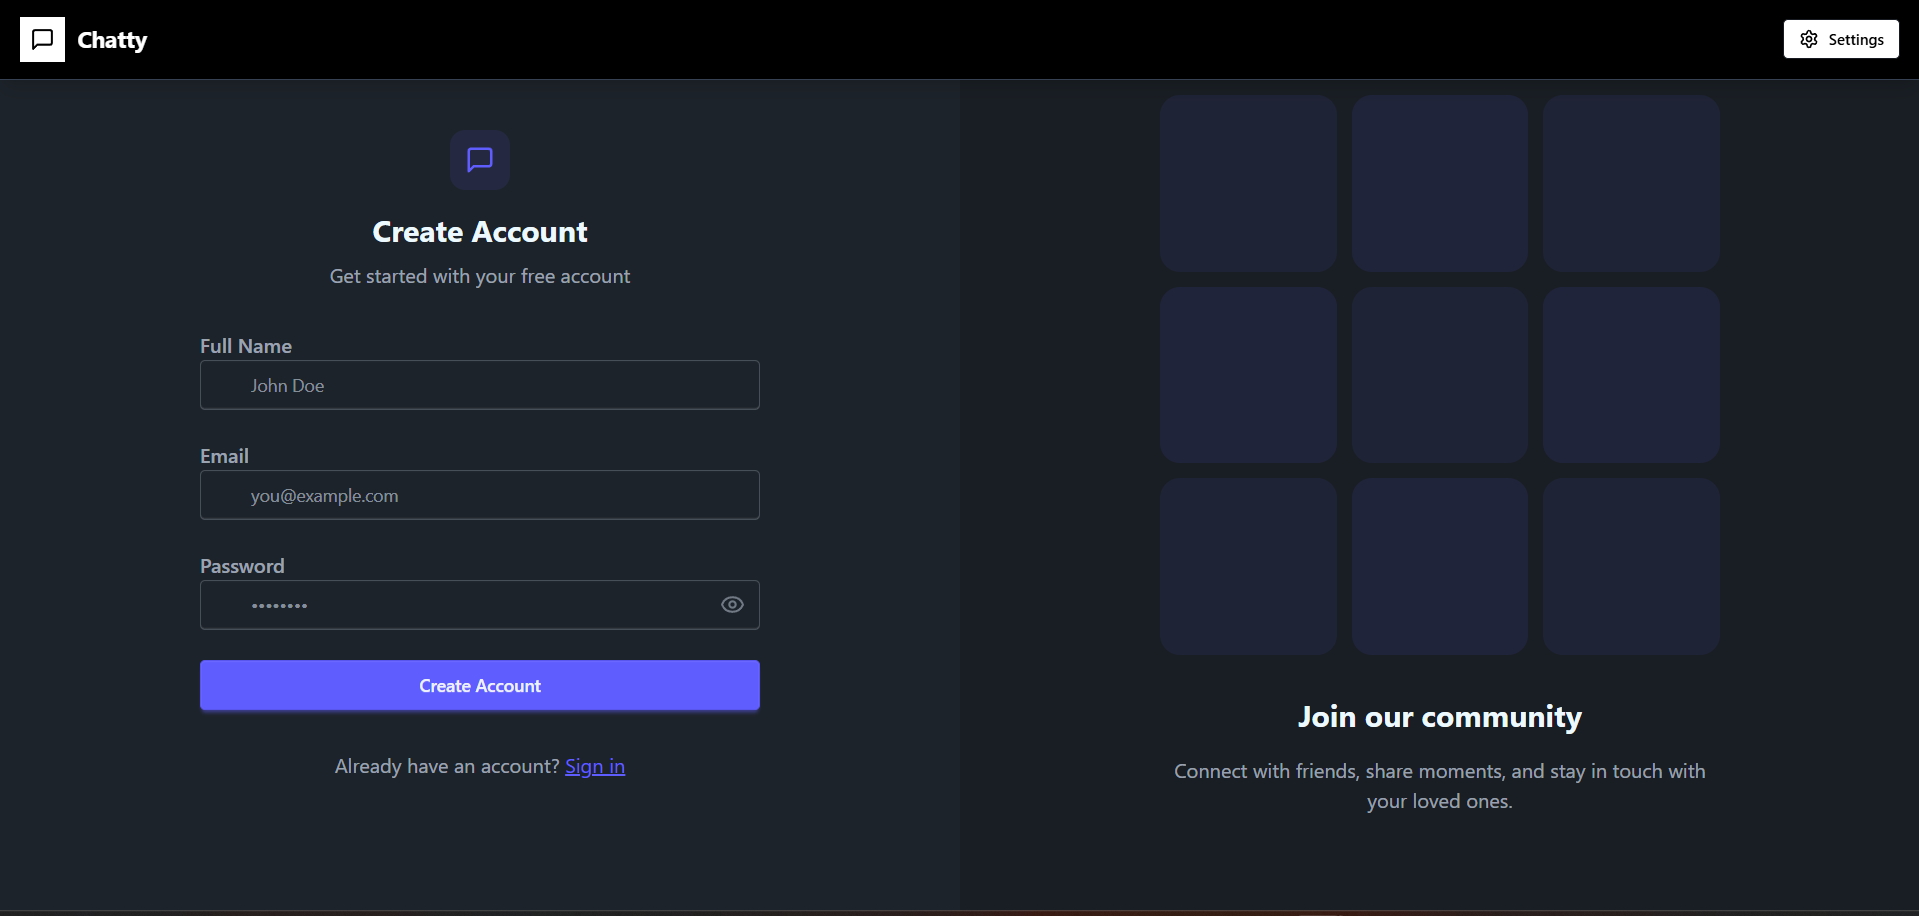 Chatty
Settings
Create Account
Get started with your free account
Full Name
John Doe
Email
you@example.com
Password
••••••••
Create Account
Already have an account? Sign in
Join our community
Connect with friends, share moments, and stay in touch with
your loved ones.